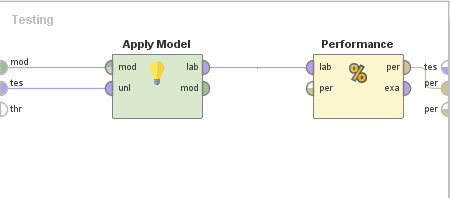 Testing
Apply Model
Performance
mod
mod
lab
lab
per
tes
tes
unl
mod
per
exa
per
thr
per